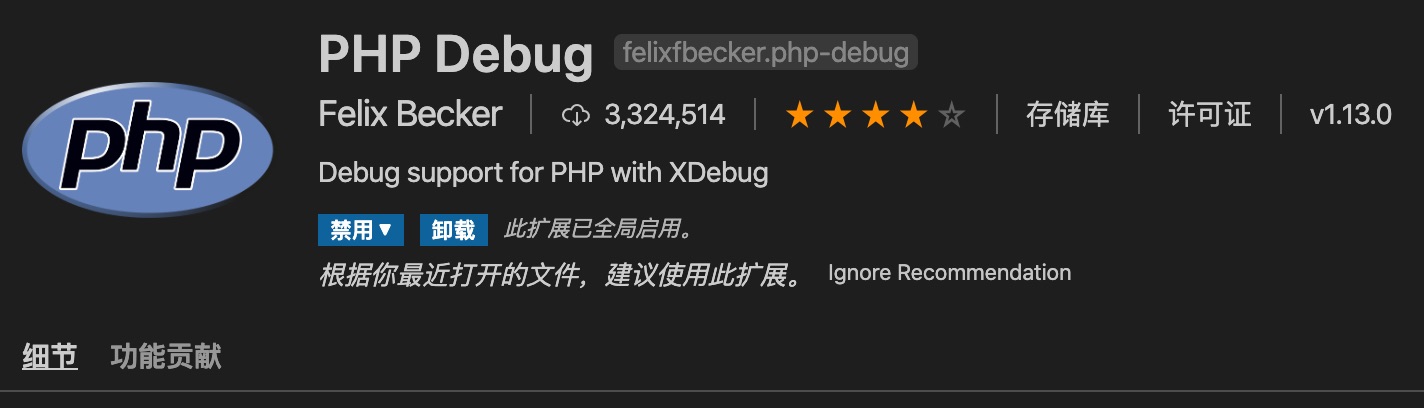 PHP Debug felixfbecker.php-debug
php
Felix Becker 3,324,514 存储库 许可证 v1.13.0
Debug support for PHP with XDebug
禁用 卸载 此扩展已全局启用。
根据你最近打开的文件，建议使用此扩展。 Ignore Recommendation
细节 功能贡献